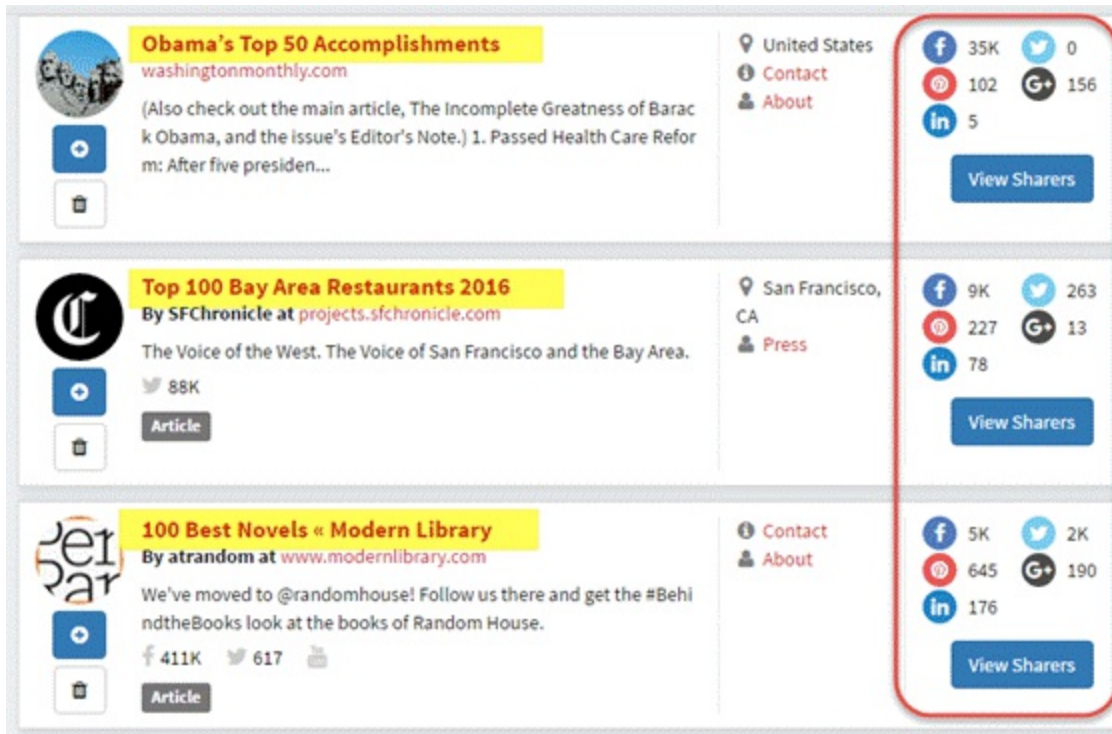 Obama's Top 50 Accomplishments
washingtonmonthly.com
(Also check out the main article, The Incomplete Greatness of Barac
k Obama, and the issue's Editor's Note.) 1. Passed Health Care Refor
m: After five presiden...
United States
Contact
About
35K 0
102 156
5
View Sharers
Top 100 Bay Area Restaurants 2016
By SFChronicle at projects.sfchronicle.com
The Voice of the West. The Voice of San Francisco and the Bay Area.
88K
Article
San Francisco,
CA
Press
9K 263
227 13
78
View Sharers
100 Best Novels « Modern Library
By atrandom at www.modernlibrary.com
We've moved to @randomhouse! Follow us there and get the #Behi
ndtheBooks look at the books of Random House.
411K 617
Article
Contact
About
5K 2K
645 190
176
View Sharers